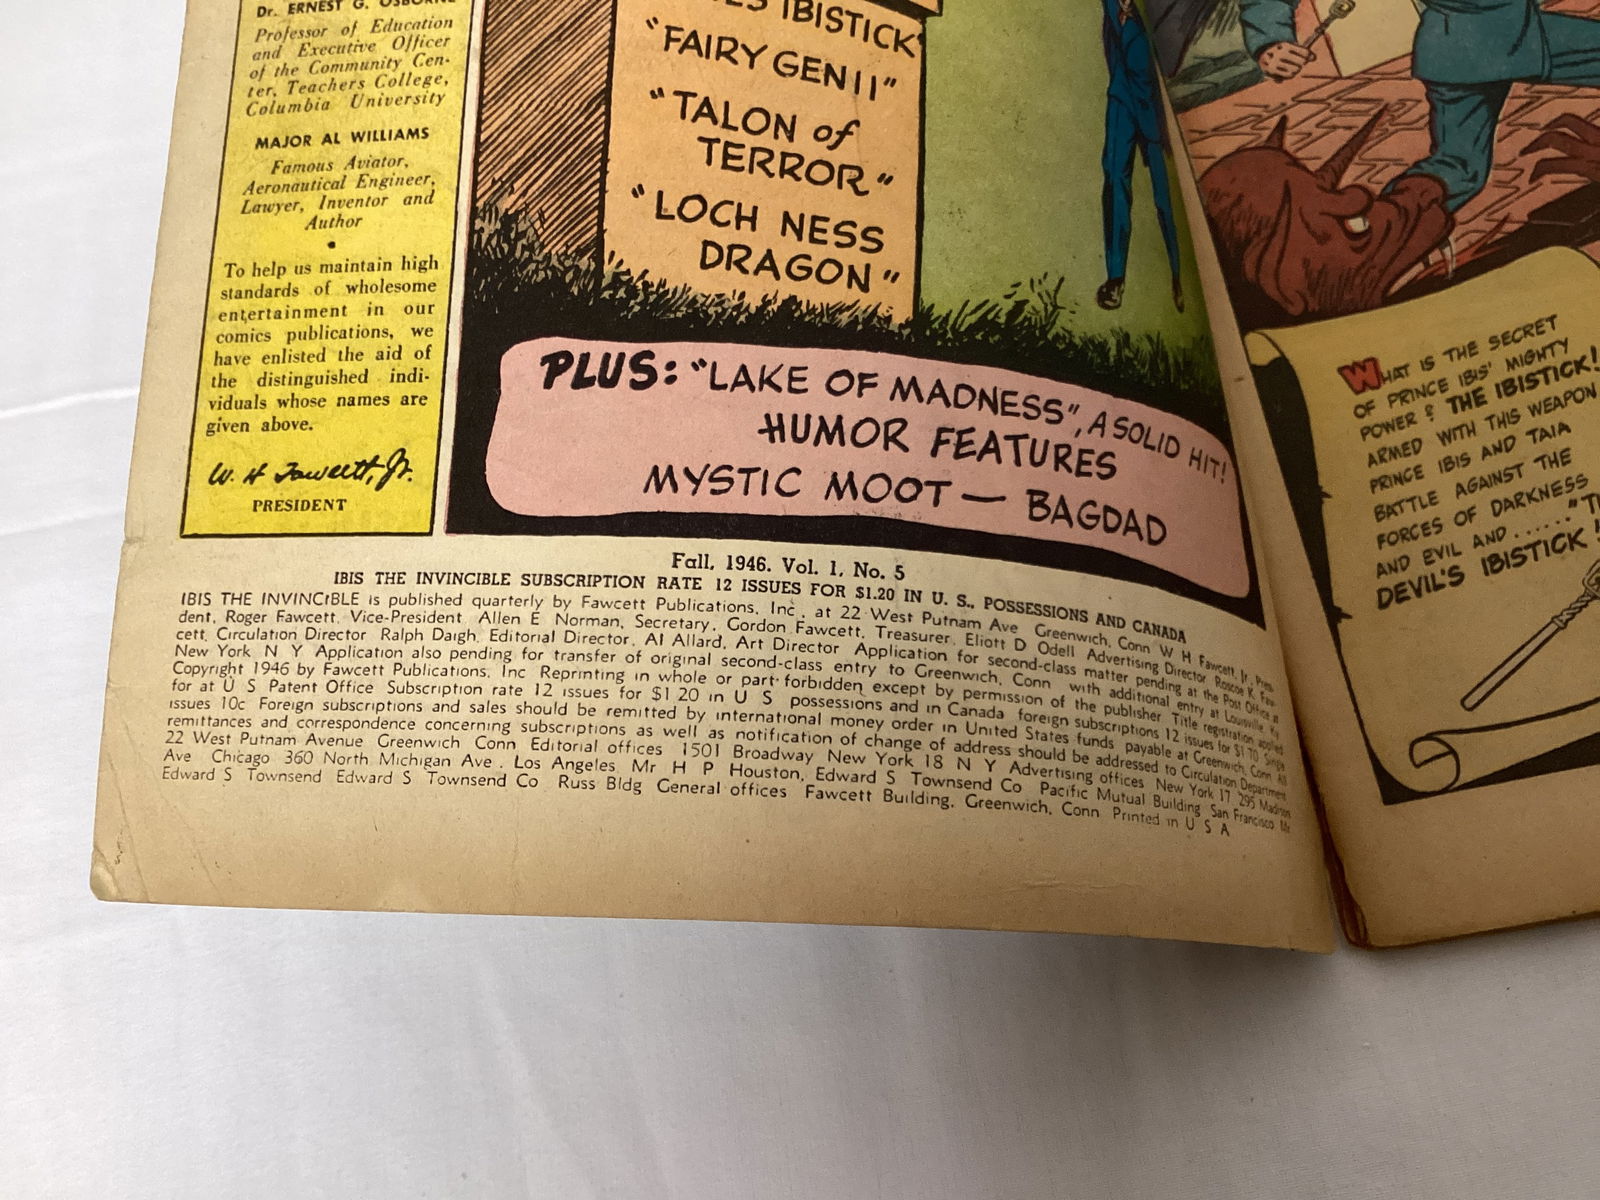 Dr. ERNEST G. OSBORNE
Professor of Education
and Executive Officer
of the Community Cen-
ter, Teachers College,
Columbia University
MAJOR AL WILLIAMS
Famous Aviator,
Aeronautical Engineer,
Lawyer, Inventor and
Author
To help us maintain high
standards of wholesome
entertainment in our
comics publications, we
have enlisted the aid of
the distinguished indi-
viduals whose names are
given above.
W. H. Fawcett, Jr.
PRESIDENT
IBISTICK"
"FAIRY GENII"
"TALON of
TERROR"
"LOCH NESS
DRAGON"
PLUS: "LAKE OF MADNESS", A SOLID HIT!
HUMOR FEATURES
MYSTIC MOOT — BAGDAD
Fall, 1946. Vol. 1, No. 5
IBIS THE INVINCIBLE SUBSCRIPTION RATE 12 ISSUES FOR $1.20 IN U. S., POSSESSIONS AND CANADA
IBIS THE INVINCIBLE is published quarterly by Fawcett Publications, Inc., at 22 West Putnam Ave Greenwich, Conn W H Fawcett, Jr, Presi-
dent, Roger Fawcett, Vice-President Allen E Norman, Secretary, Gordon Fawcett, Treasurer, Eliott D Odell Advertising Director Roscoe K. Faw-
cett, Circulation Director Ralph Daigh, Editorial Director, Al Allard, Art Director Application for second-class matter pending at the Post Office at
New York N Y Application also pending for transfer of original second-class entry to Greenwich, Conn with additional entry at Louisville Ky
Copyright 1946 by Fawcett Publications, Inc Reprinting in whole or part forbidden except by permission of the publisher Title registration applied
for at U S Patent Office Subscription rate 12 issues for $1 20 in U S possessions and in Canada foreign subscriptions 12 issues for $1 70 Single
issues 10c Foreign subscriptions and sales should be remitted by international money order in United States funds payable at Greenwich, Conn All
remittances and correspondence concerning subscriptions as well as notification of change of address should be addressed to Circulation Department
22 West Putnam Avenue Greenwich Conn Editorial offices 1501 Broadway New York 18 N Y Advertising offices New York 17 295 Madison
Ave Chicago 360 North Michigan Ave. Los Angeles, Mr H P Houston, Edward S Townsend Co Pacific Mutual Building San Francisco Mr
Edward S Townsend Edward S Townsend Co Russ Bldg General offices Fawcett Building, Greenwich, Conn Printed in U S A
WHAT IS THE SECRET
OF PRINCE IBIS' MIGHTY
POWER? THE IBISTICK!
ARMED WITH THIS WEAPON
PRINCE IBIS AND TAIA
BATTLE AGAINST THE
FORCES OF DARKNESS
AND EVIL AND......
DEVIL'S IBISTICK!